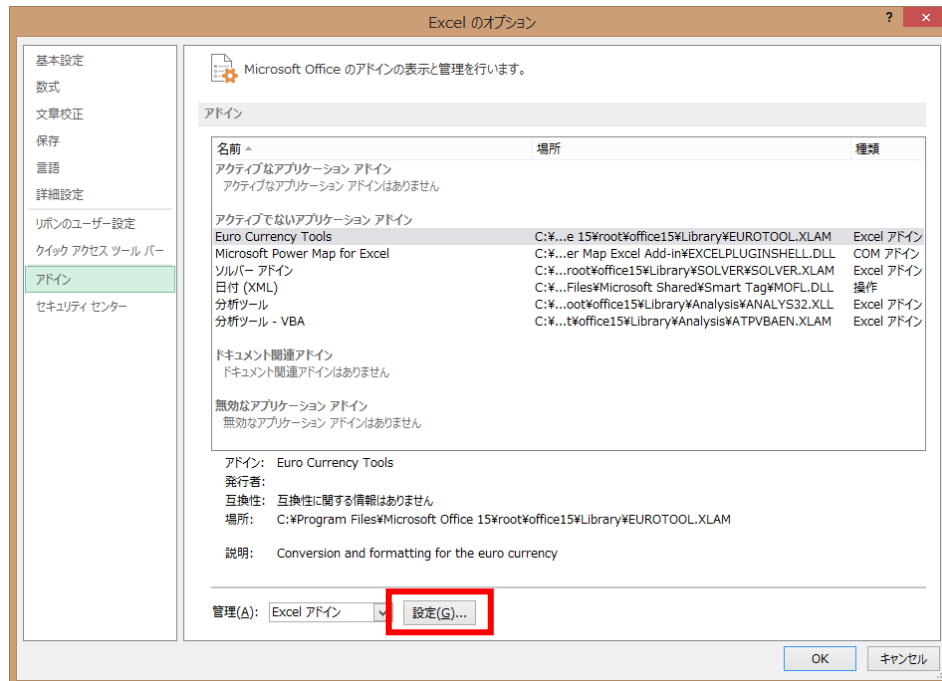 Excel のオプション
? ×
基本設定
数式
文章校正
保存
言語
詳細設定
リボンのユーザー設定
クイック アクセス ツール バー
アドイン
セキュリティ センター
Microsoft Office のアドインの表示と管理を行います。
アドイン
名前 場所 種類
アクティブなアプリケーション アドイン
アクティブなアプリケーション アドインはありません
アクティブでないアプリケーション アドイン
Euro Currency Tools C:¥...e 15¥root¥office15¥Library¥EUROTOOL.XLAM Excel アドイン
Microsoft Power Map for Excel C:¥...er Map Excel Add-in¥EXCELPLUGINSHELL.DLL COM アドイン
ソルバー アドイン C:¥...root¥office15¥Library¥SOLVER¥SOLVER.XLAM Excel アドイン
日付 (XML) C:¥...Files¥Microsoft Shared¥Smart Tag¥MOFL.DLL 操作
分析ツール C:¥...oot¥office15¥Library¥Analysis¥ANALYS32.XLL Excel アドイン
分析ツール - VBA C:¥...t¥office15¥Library¥Analysis¥ATPVBAEN.XLAM Excel アドイン
ドキュメント関連アドイン
ドキュメント関連アドインはありません
無効なアプリケーション アドイン
無効なアプリケーション アドインはありません
アドイン: Euro Currency Tools
発行者:
互換性: 互換性に関する情報はありません
場所: C:¥Program Files¥Microsoft Office 15¥root¥office15¥Library¥EUROTOOL.XLAM
説明: Conversion and formatting for the euro currency
管理(A): Excel アドイン 設定(G)...
OK キャンセル